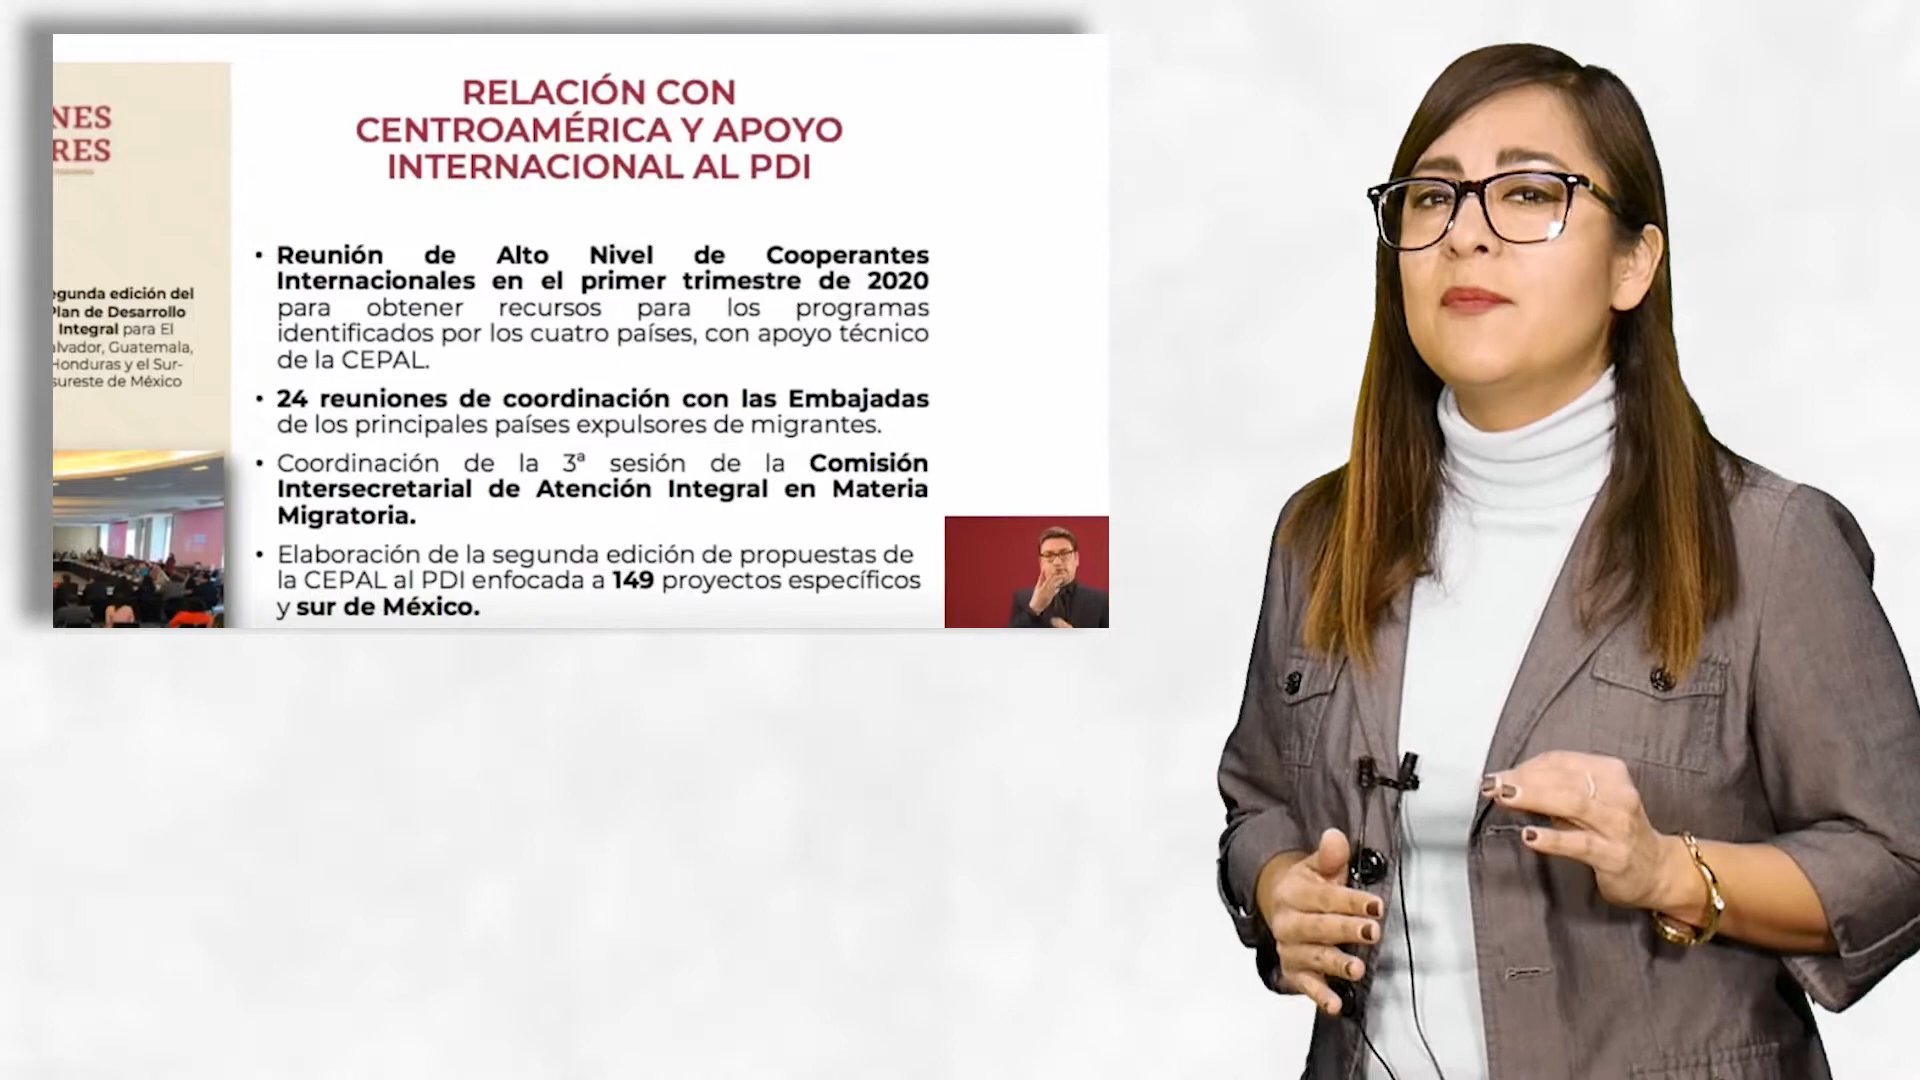 NES
RES
egunda edición del
Plan de Desarrollo
Integral para El
alvador, Guatemala,
Honduras y el Sur-
sureste de México
RELACIÓN CON
CENTROAMÉRICA Y APOYO
INTERNACIONAL AL PDI
• Reunión de Alto Nivel de Cooperantes
Internacionales en el primer trimestre de 2020
para obtener recursos para los programas
identificados por los cuatro países, con apoyo técnico
de la CEPAL.
• 24 reuniones de coordinación con las Embajadas
de los principales países expulsores de migrantes.
• Coordinación de la 3ª sesión de la Comisión
Intersecretarial de Atención Integral en Materia
Migratoria.
• Elaboración de la segunda edición de propuestas de
la CEPAL al PDI enfocada a 149 proyectos específicos
y sur de México.